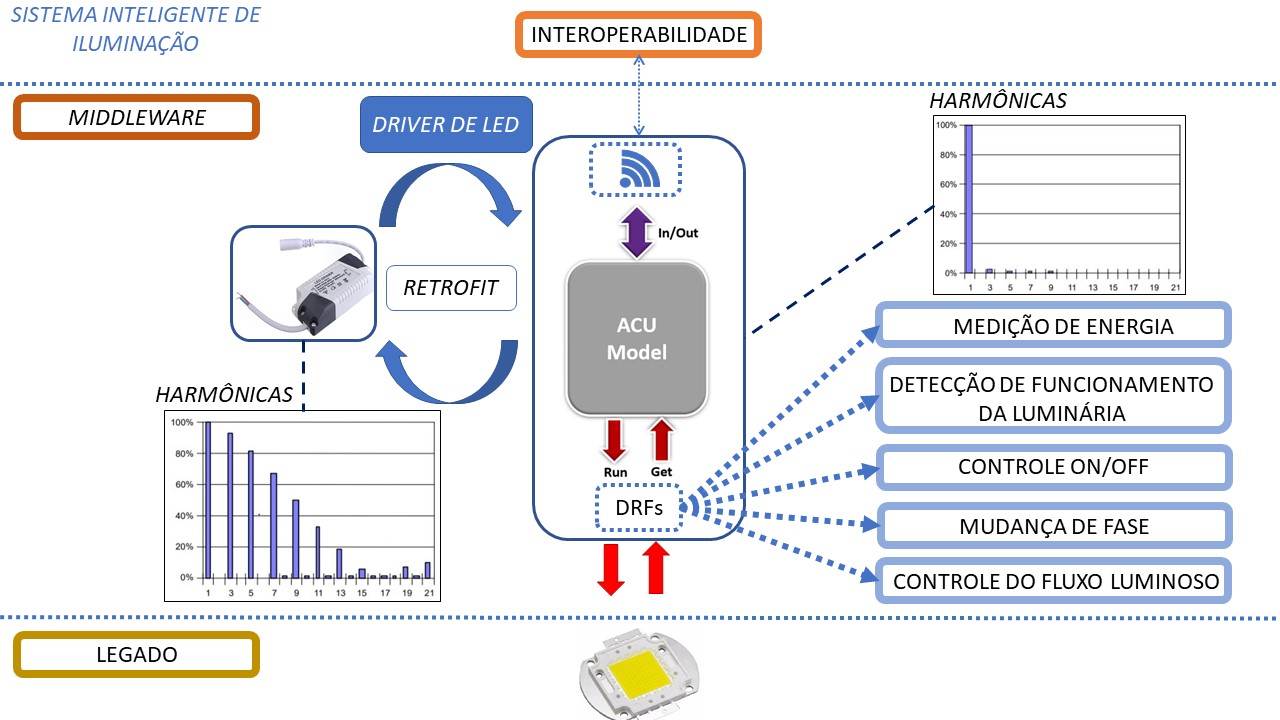 SISTEMA INTELIGENTE DE
ILUMINAÇÃO
INTEROPERABILIDADE
MIDDLEWARE
DRIVER DE LED
HARMÔNICAS
100%
80%
60%
40%
20%
0%
1 3 5 7 9 11 13 15 17 19 21
In/Out
RETROFIT
ACU
Model
MEDIÇÃO DE ENERGIA
DETECÇÃO DE FUNCIONAMENTO
DA LUMINÁRIA
CONTROLE ON/OFF
MUDANÇA DE FASE
CONTROLE DO FLUXO LUMINOSO
HARMÔNICAS
100%
80%
60%
40%
20%
0%
1 3 5 7 9 11 13 15 17 19 21
Run Get
DRFs
LEGADO